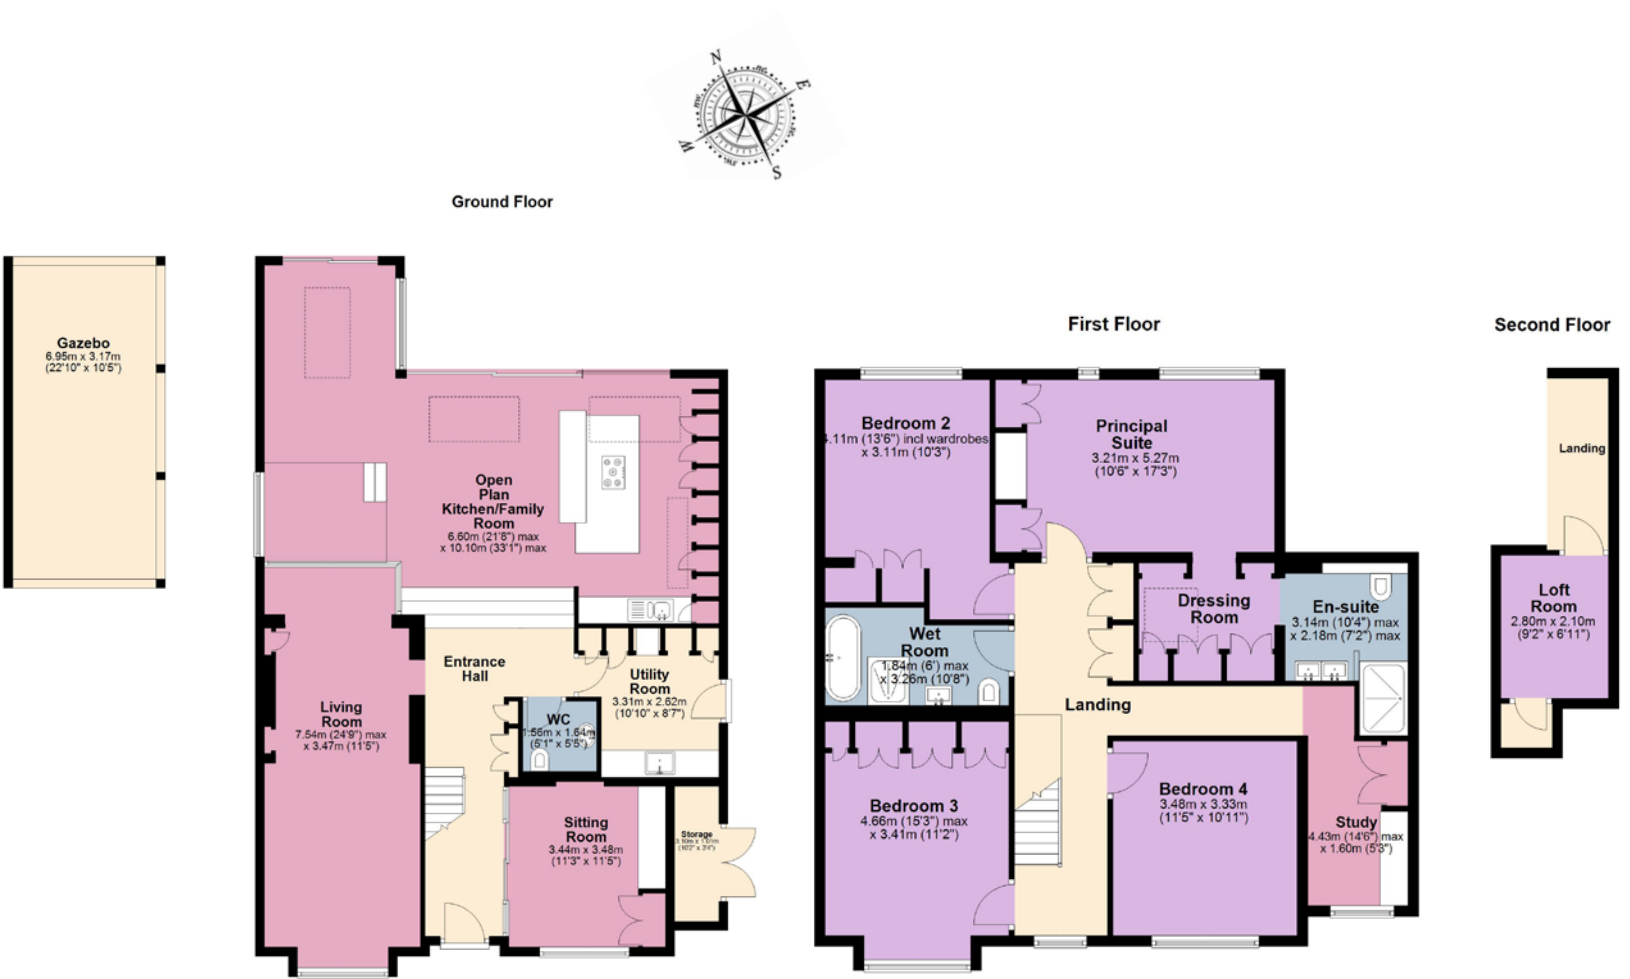 N
E
W
S
Ground Floor
Gazebo
6.95m x 3.17m
(22'10" x 10'5")
Open
Plan
Kitchen/Family
Room
6.60m (21'8") max
x 10.10m (33'1") max
Entrance
Hall
Utility
Room
3.31m x 2.62m
(10'10" x 8'7")
Living
Room
7.54m (24'9") max
x 3.47m (11'5")
WC
1.56m x 1.64m
(5'1" x 5'5")
Sitting
Room
3.44m x 3.48m
(11'3" x 11'5")
Storage
First Floor
Bedroom 2
4.11m (13'6") incl wardrobes
x 3.11m (10'3")
Principal
Suite
3.21m x 5.27m
(10'6" x 17'3")
Dressing
Room
En-suite
3.14m (10'4") max
x 2.18m (7'2") max
Wet
Room
1.84m (6') max
x 3.26m (10'8")
Landing
Bedroom 3
4.66m (15'3") max
x 3.41m (11'2")
Bedroom 4
3.48m x 3.33m
(11'5" x 10'11")
Study
4.43m (14'6") max
x 1.60m (5'3")
Second Floor
Landing
Loft
Room
2.80m x 2.10m
(9'2" x 6'11")